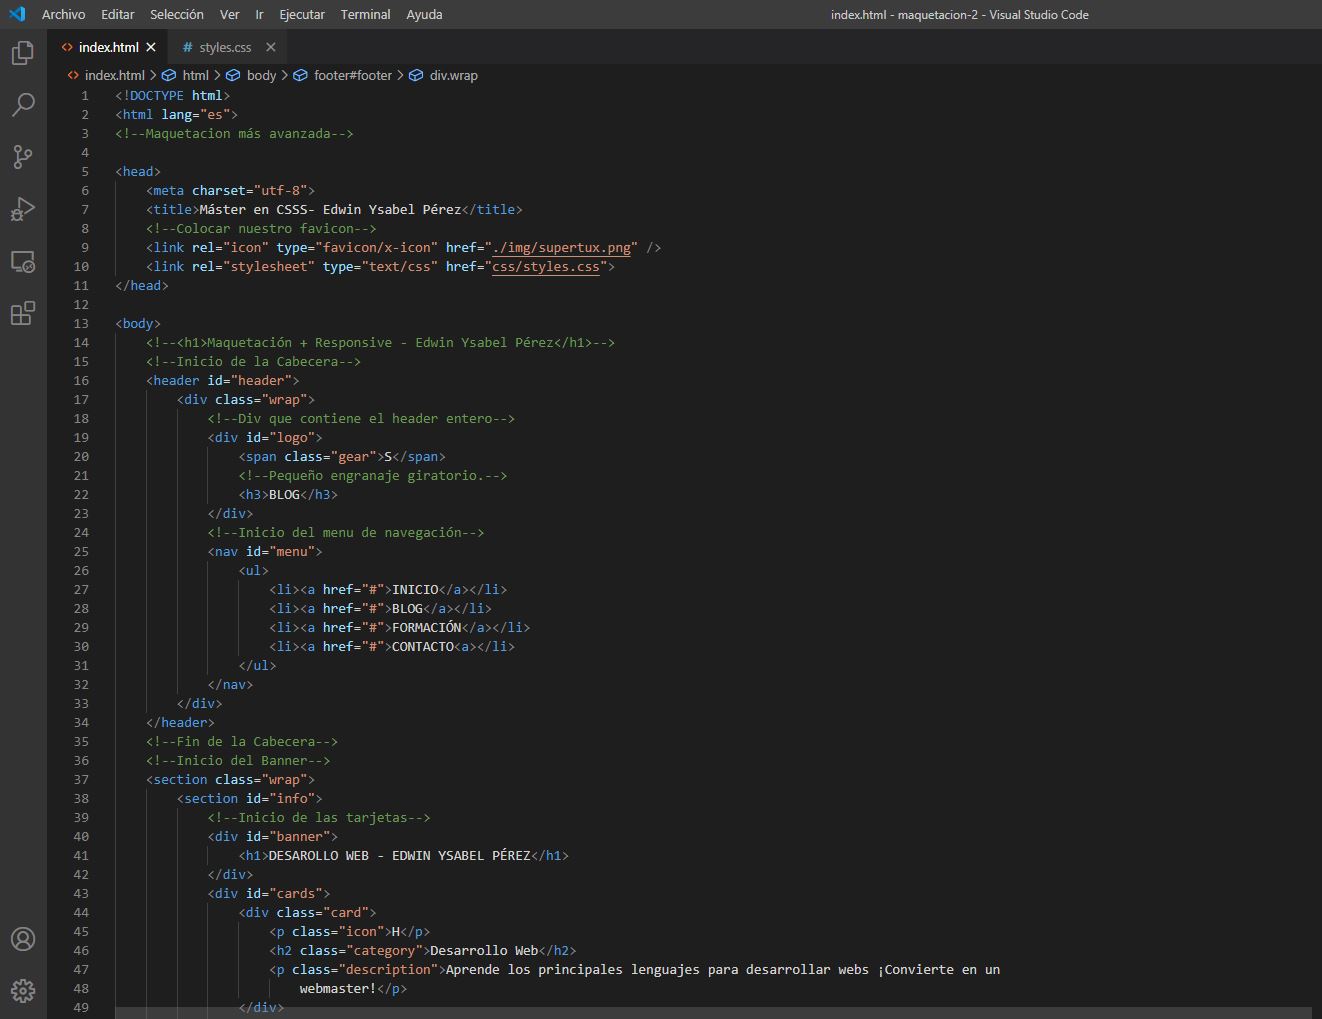 Archivo Editar Selección Ver Ir Ejecutar Terminal Ayuda index.html - maquetacion-2 - Visual Studio Code
index.html styles.css
index.html > html > body > footer#footer > div.wrap
1 <!DOCTYPE html>
2 <html lang="es">
3 <!--Maquetacion más avanzada-->
4
5 <head>
6 <meta charset="utf-8">
7 <title>Máster en CSSS- Edwin Ysabel Pérez</title>
8 <!--Colocar nuestro favicon-->
9 <link rel="icon" type="favicon/x-icon" href="./img/supertux.png" />
10 <link rel="stylesheet" type="text/css" href="css/styles.css">
11 </head>
12
13 <body>
14 <!--<h1>Maquetación + Responsive - Edwin Ysabel Pérez</h1>-->
15 <!--Inicio de la Cabecera-->
16 <header id="header">
17 <div class="wrap">
18 <!--Div que contiene el header entero-->
19 <div id="logo">
20 <span class="gear">S</span>
21 <!--Pequeño engranaje giratorio.-->
22 <h3>BLOG</h3>
23 </div>
24 <!--Inicio del menu de navegación-->
25 <nav id="menu">
26 <ul>
27 <li><a href="#">INICIO</a></li>
28 <li><a href="#">BLOG</a></li>
29 <li><a href="#">FORMACIÓN</a></li>
30 <li><a href="#">CONTACTO<a></li>
31 </ul>
32 </nav>
33 </div>
34 </header>
35 <!--Fin de la Cabecera-->
36 <!--Inicio del Banner-->
37 <section class="wrap">
38 <section id="info">
39 <!--Inicio de las tarjetas-->
40 <div id="banner">
41 <h1>DESAROLLO WEB - EDWIN YSABEL PÉREZ</h1>
42 </div>
43 <div id="cards">
44 <div class="card">
45 <p class="icon">H</p>
46 <h2 class="category">Desarrollo Web</h2>
47 <p class="description">Aprende los principales lenguajes para desarrollar webs ¡Convierte en un
48 webmaster!</p>
49 </div>